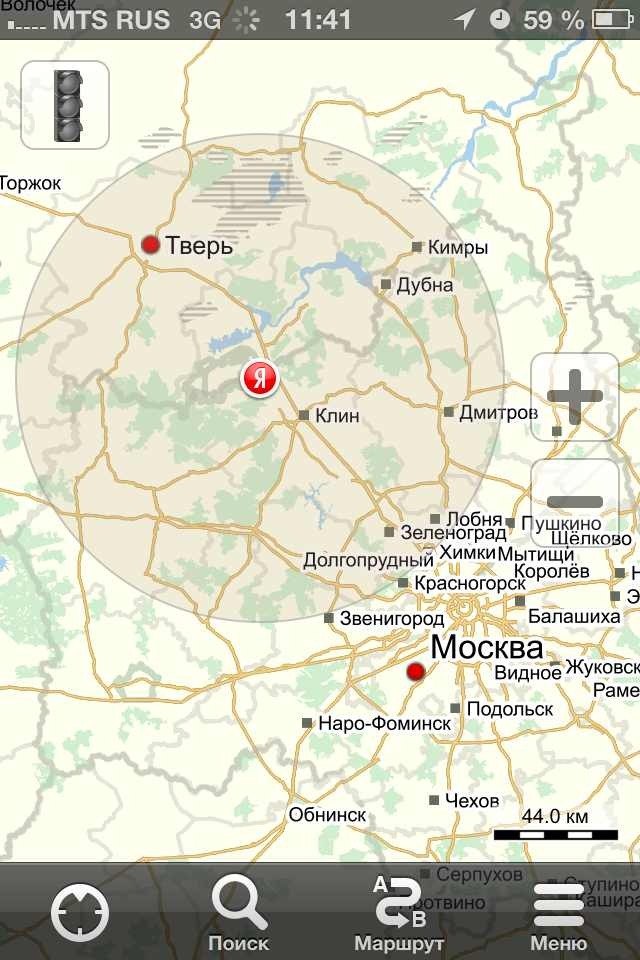 Волочек
MTS RUS 3G 11:41 59 %
Торжок
Тверь
Кимры
Дубна
Я
Клин
Дмитров
Лобня
Пушкино
Зеленоград
Щёлково
Долгопрудный
Химки
Мытищи
Королёв
Н
Красногорск
Э
Звенигород
Балашиха
Москва
Видное
Жуковск
Раме
Подольск
Наро-Фоминск
Чехов
Обнинск
44.0 км
Серпухов
Ступино
Протвино
Кашира
A
B
Поиск
Маршрут
Меню